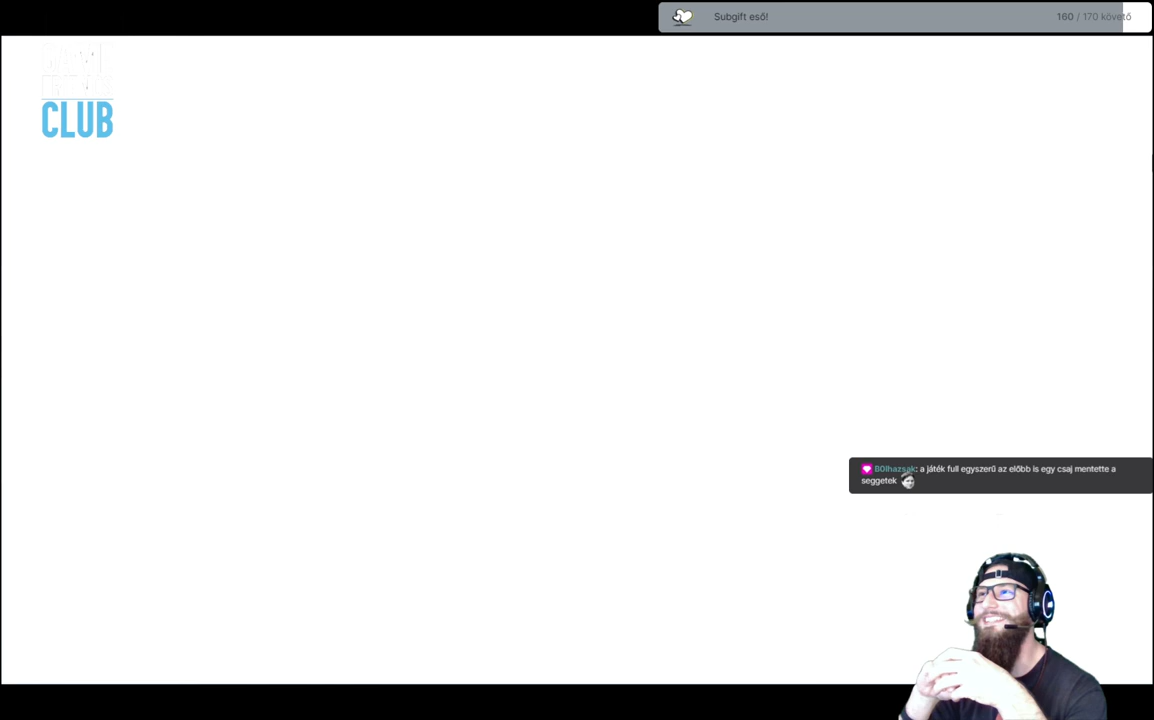 Subgift eső!
160 / 170 követő
CLUB
B0lhazsak: a játék full egyszerű az előbb is egy csaj mentette a
seggetek